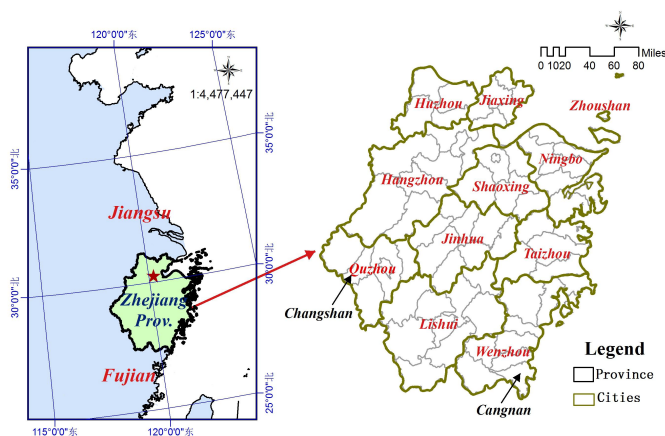 120°0'0"东
125°0'0"东
1:4,477,447
35°0'0"北
35°0'0"北
Jiangsu
30°0'0"北
30°0'0"北
Zhejiang
Prov.
Fujian
25°0'0"北
115°0'0"东
120°0'0"东
Miles
0 1020 40 60 80
Huzhou
Jiaxing
Zhoushan
Hangzhou
Shaoxing
Ningbo
Jinhua
Quzhou
Taizhou
Changshan
Lishui
Wenzhou
Cangnan
Legend
Province
Cities